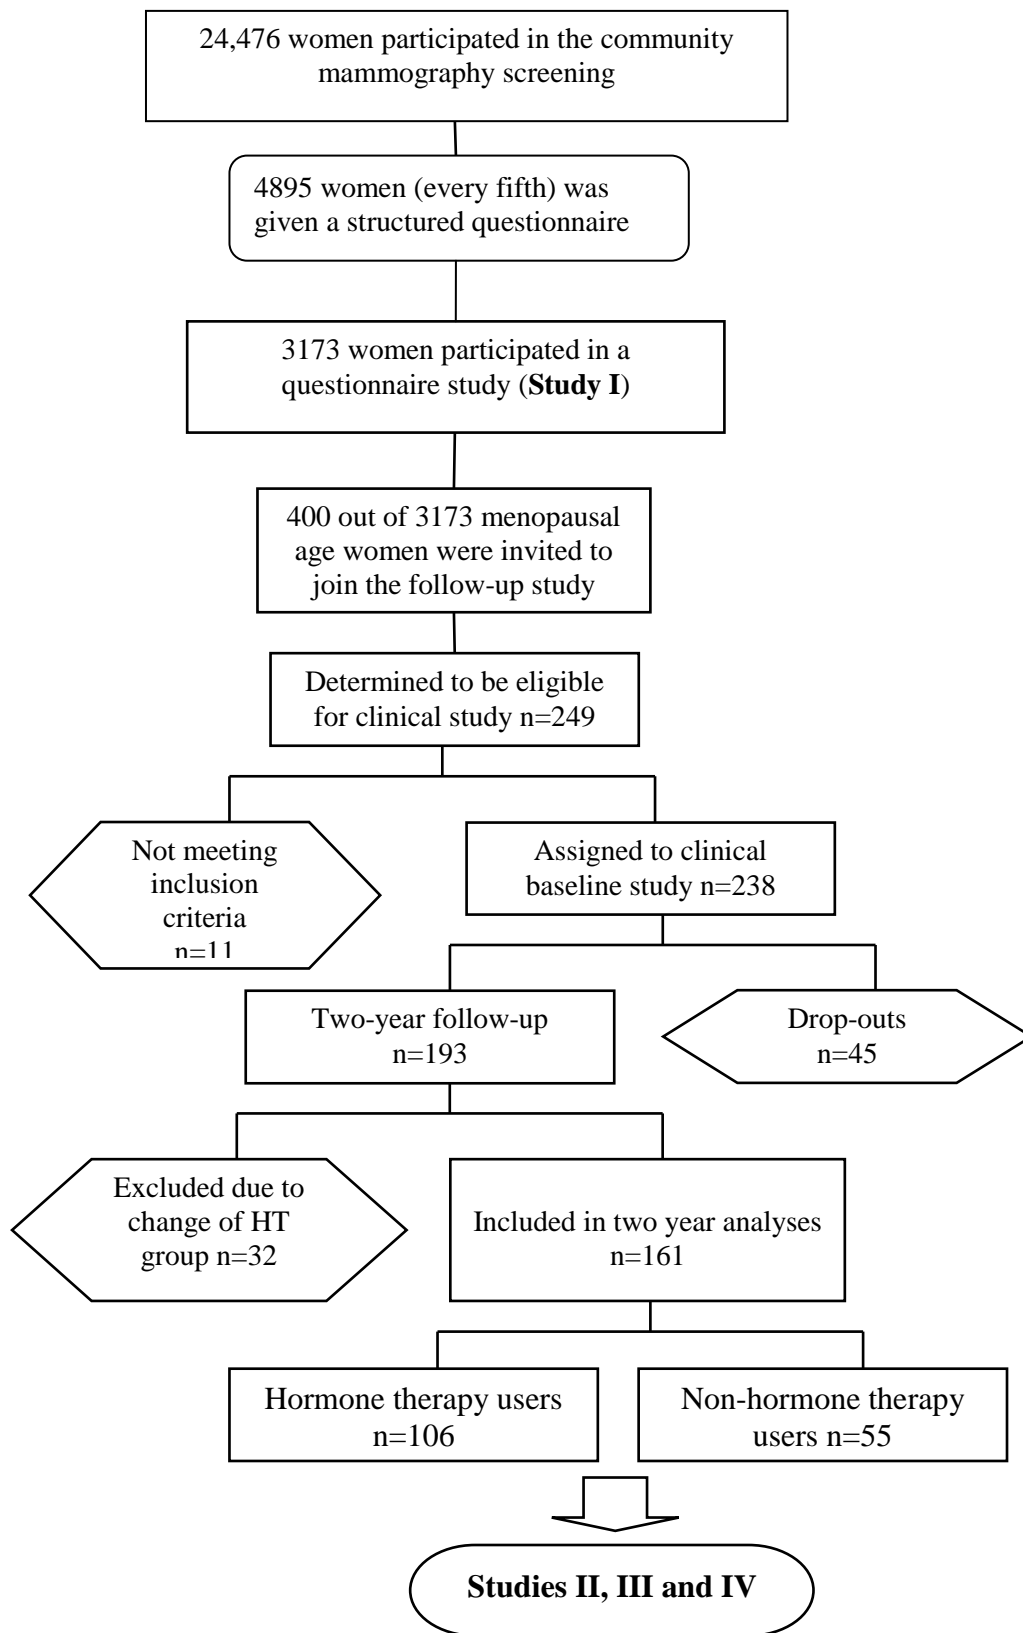 24,476 women participated in the community
mammography screening
4895 women (every fifth) was
given a structured questionnaire
3173 women participated in a
questionnaire study (Study I)
400 out of 3173 menopausal
age women were invited to
join the follow-up study
Determined to be eligible
for clinical study n=249
Not meeting
inclusion
criteria
n=11
Assigned to clinical
baseline study n=238
Two-year follow-up
n=193
Drop-outs
n=45
Excluded due to
change of HT
group n=32
Included in two year analyses
n=161
Hormone therapy users
n=106
Non-hormone therapy
users n=55
Studies II, III and IV